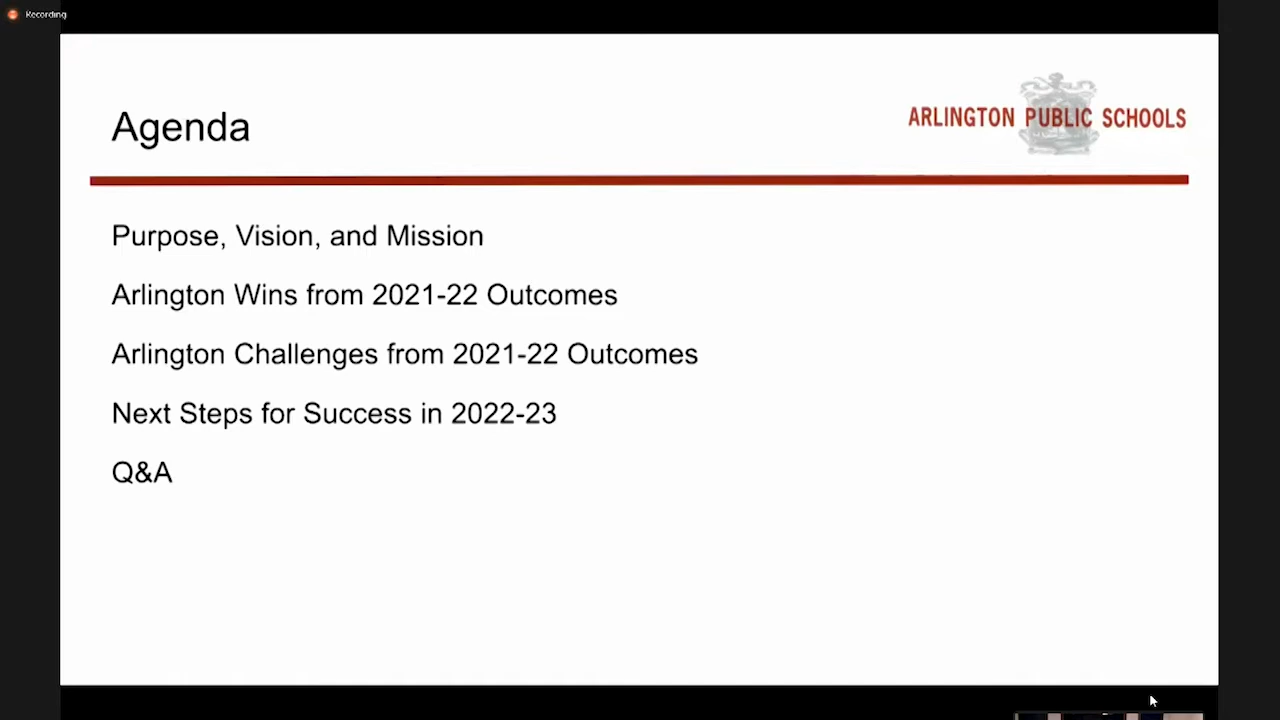 Recording
Agenda
ARLINGTON PUBLIC SCHOOLS
Purpose, Vision, and Mission
Arlington Wins from 2021-22 Outcomes
Arlington Challenges from 2021-22 Outcomes
Next Steps for Success in 2022-23
Q&A